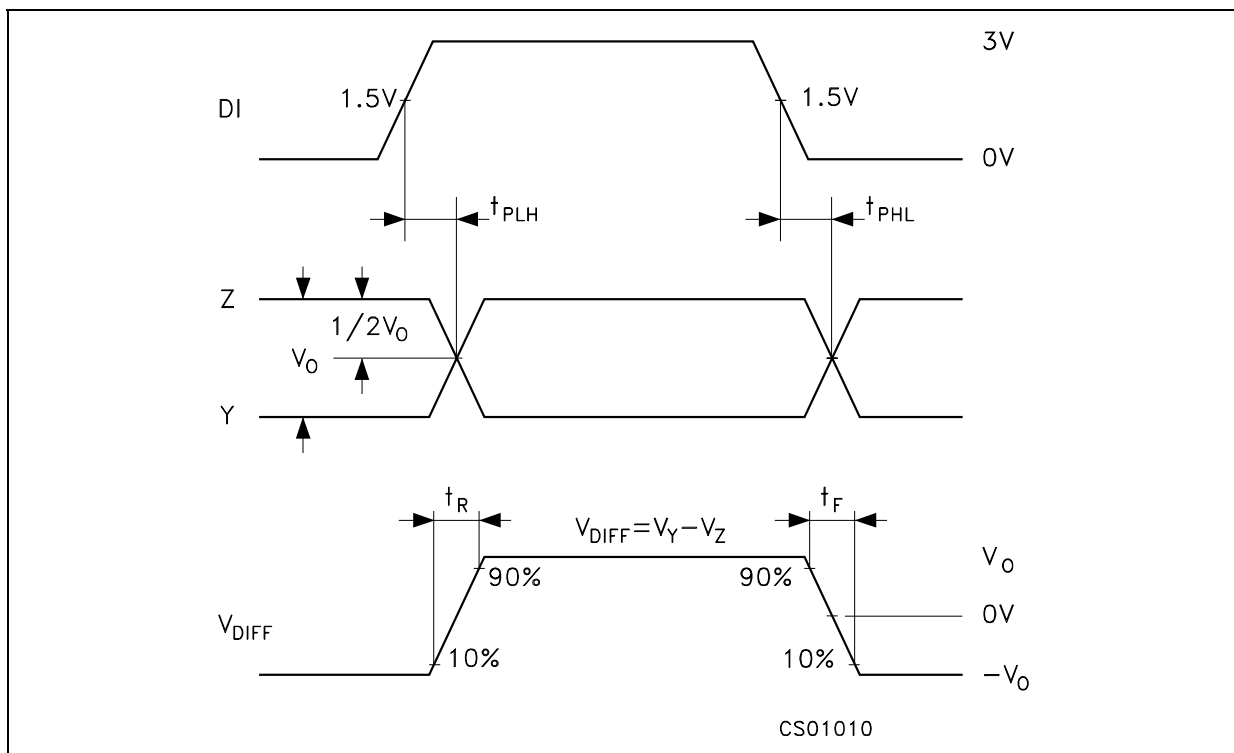 3V
DI
1.5V
1.5V
0V
tPLH
tPHL
Z
1/2VO
VO
Y
tR
tF
VDIFF=VY-VZ
VO
90%
90%
0V
VDIFF
10%
10%
-VO
CS01010